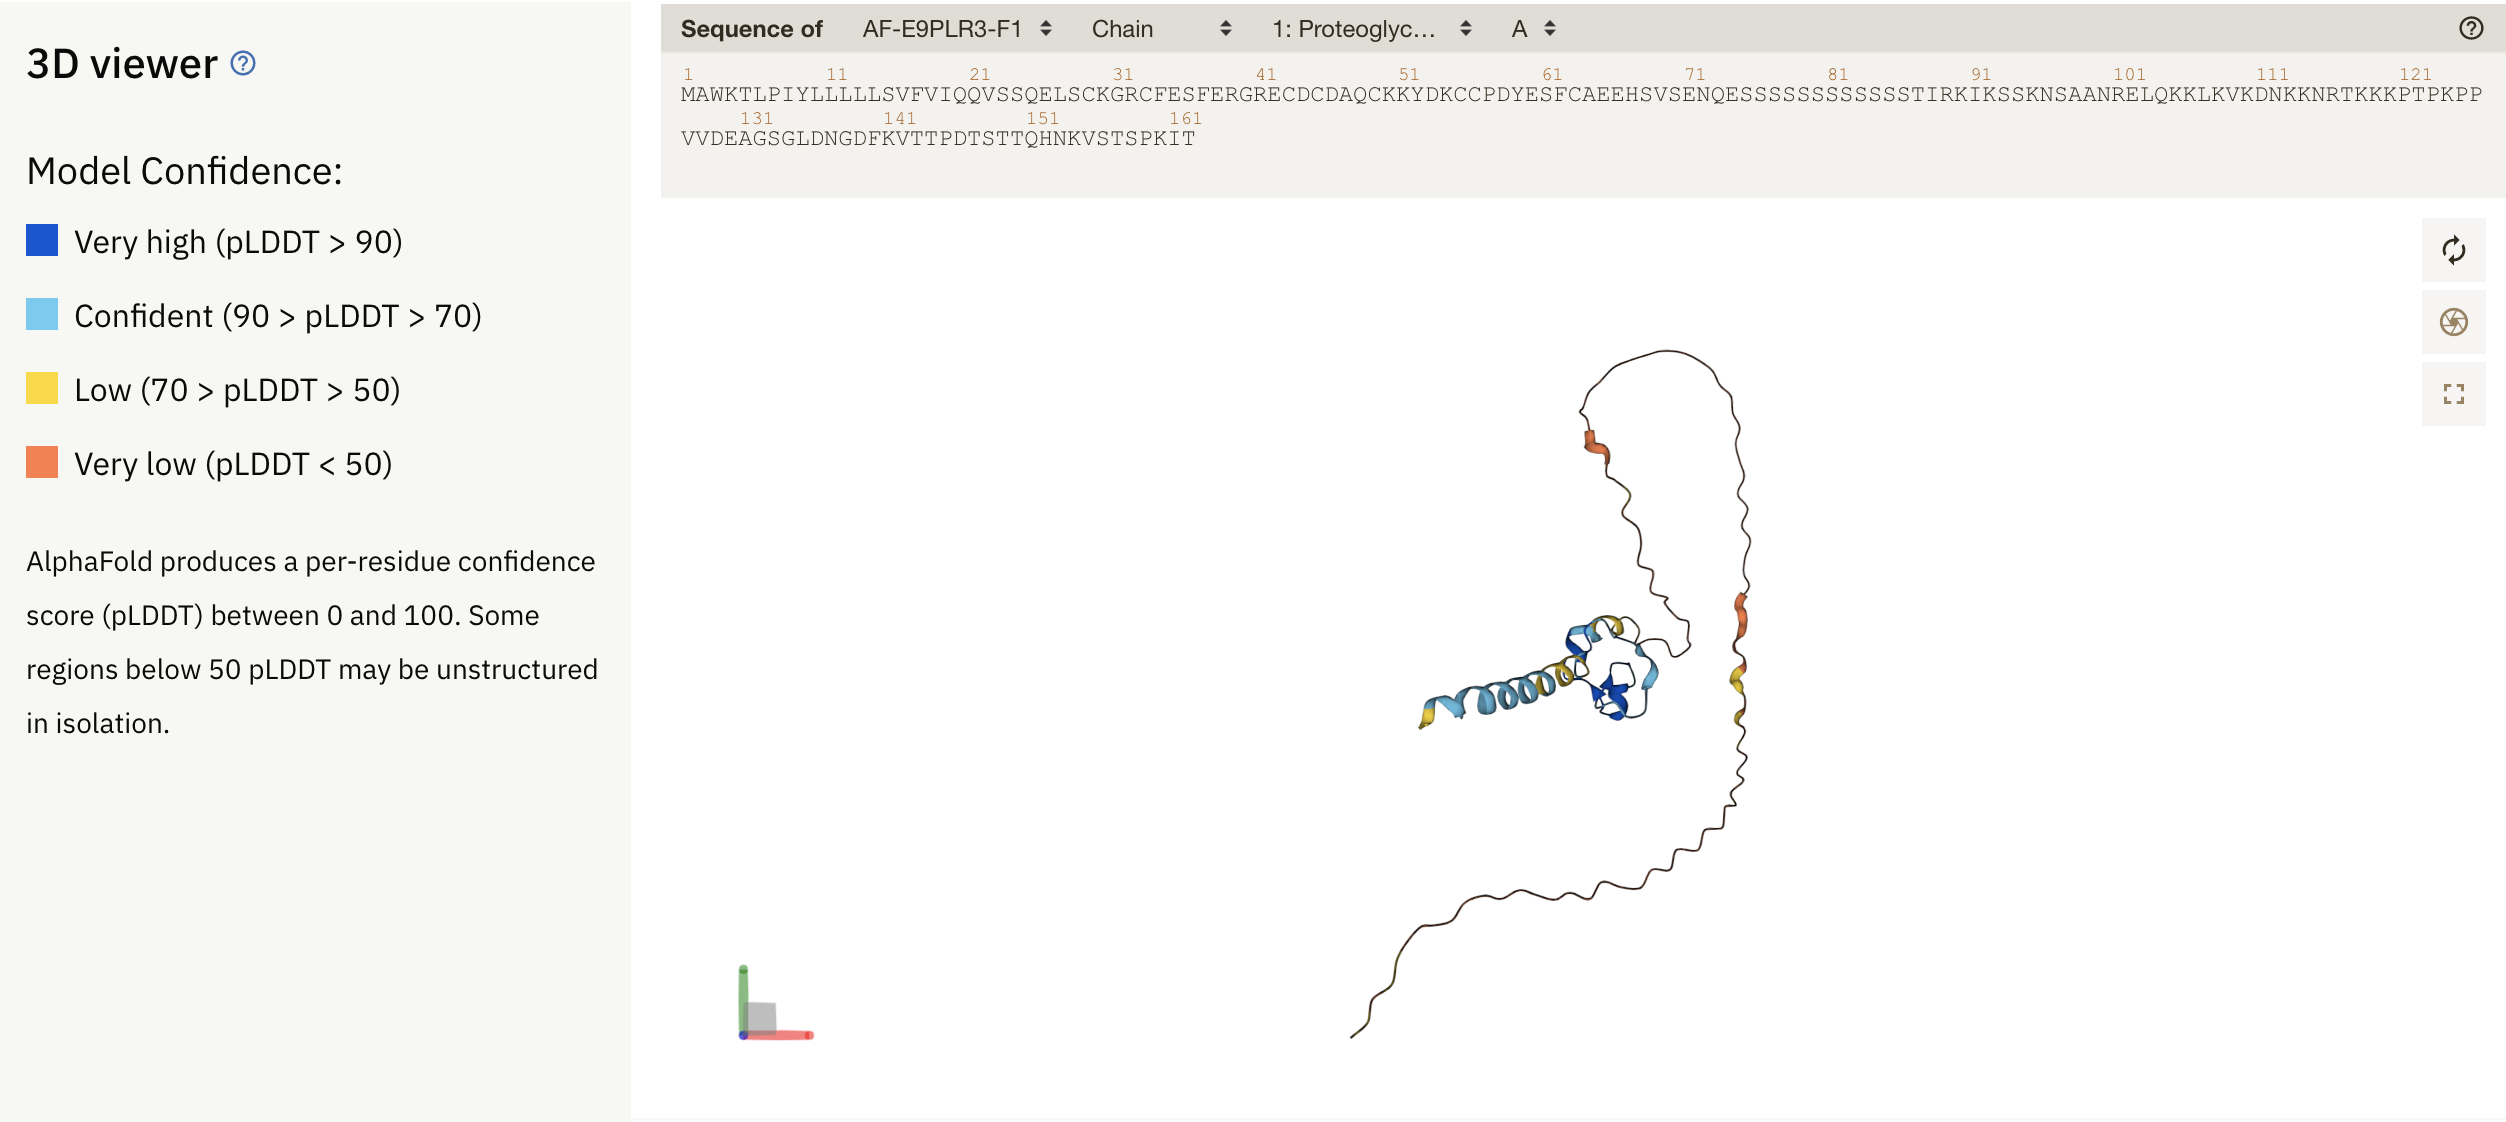 3D viewer ?
Model Confidence:
Very high (pLDDT > 90)
Confident (90 > pLDDT > 70)
Low (70 > pLDDT > 50)
Very low (pLDDT < 50)
AlphaFold produces a per-residue confidence
score (pLDDT) between 0 and 100. Some
regions below 50 pLDDT may be unstructured
in isolation.
Sequence of AF-E9PLR3-F1 Chain 1: Proteoglyc... A ?
1 11 21 31 41 51 61 71 81 91 101 111 121
MAWKTLPIYLLLLLSVFVIQQVSSQELSCKGRCFESFERGRECDCDAQCKKYDKCCPDYESFCAEEHSVSENQESSSSSSSSSSSSTIRKIKSSKNSAANRELQKKLKVKDNKKNRTKKKPTPKPP
131 141 151 161
VVDEAGSGLDNGDFKVTTPDTSTTQHNKVSTSPKIT